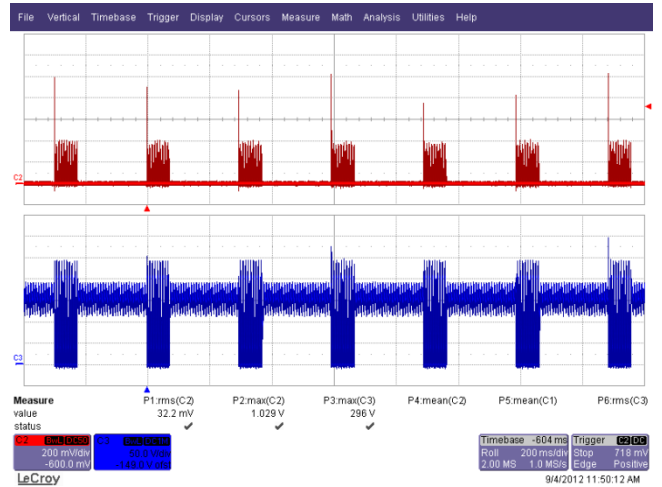 File Vertical Timebase Trigger Display Cursors Measure Math Analysis Utilities Help
C2
C3
Measure P1:rms(C2) P2:max(C2) P3:max(C3) P4:mean(C2) P5:mean(C1) P6:rms(C3)
value 32.2 mV 1.029 V 296 V
status
C2 BwL DC50
200 mV/div
-600.0 mV
C3
50.0 V/div
Timebase -604 ms
Roll 200 ms/div
2.00 MS 1.0 MS/s
Trigger C2 DC
Stop 718 mV
Edge Positive
LeCroy
9/4/2012 11:50:12 AM